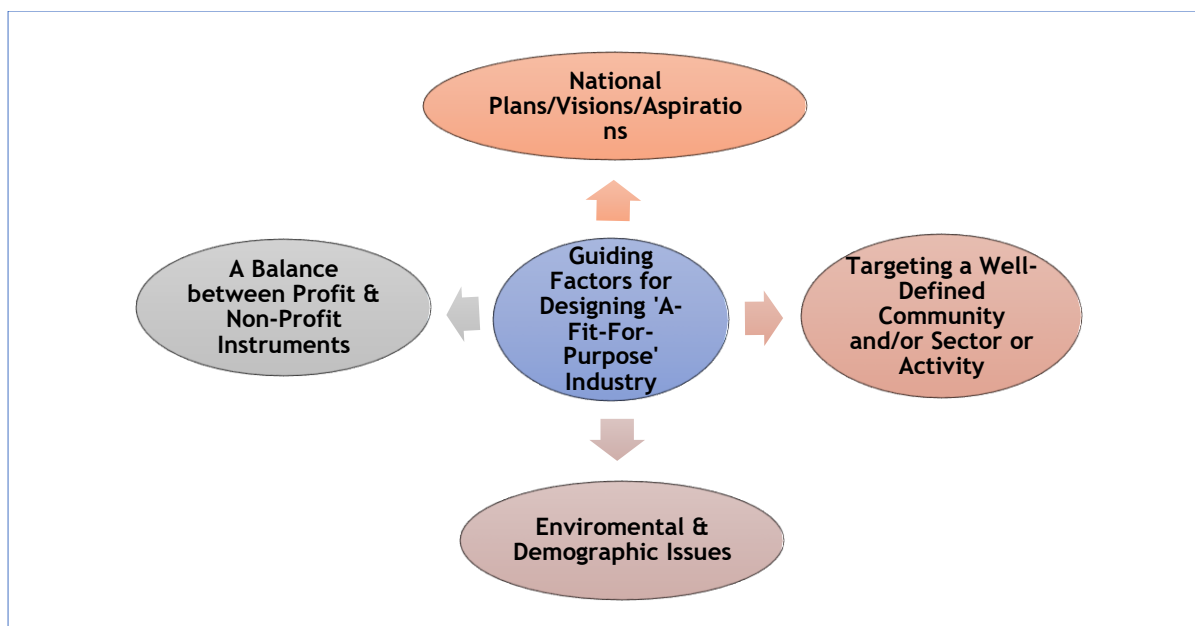 National
Plans/Visions/Aspiratio
ns
A Balance
between Profit &
Non-Profit
Instruments
Guiding
Factors for
Designing 'A-
Fit-For-
Purpose'
Industry
Targeting a Well-
Defined
Community
and/or Sector or
Activity
Enviromental &
Demographic Issues